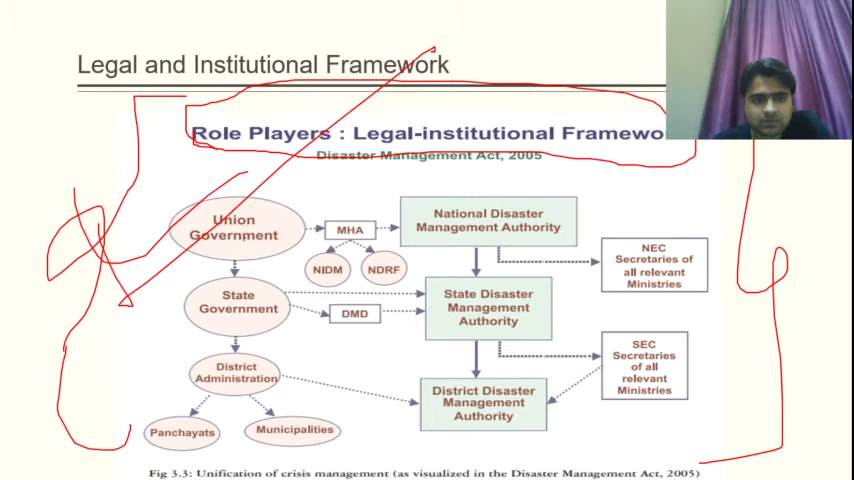 Legal and Institutional Framework
Role Players : Legal-institutional
Disaster Management Act, 2005
Union
Government
MHA
National Disaster
Management Authority
NIDM
NDRF
NEC
Secretaries of
all relevant
Ministries
State
Government
DMD
State Disaster
Management
Authority
SEC
Secretaries
of all
relevant
Ministries
District
Administration
District Disaster
Management
Authority
Panchayats
Municipalities
Fig 3.3: Unification of crisis management (as visualized in the Disaster Management Act, 2005)